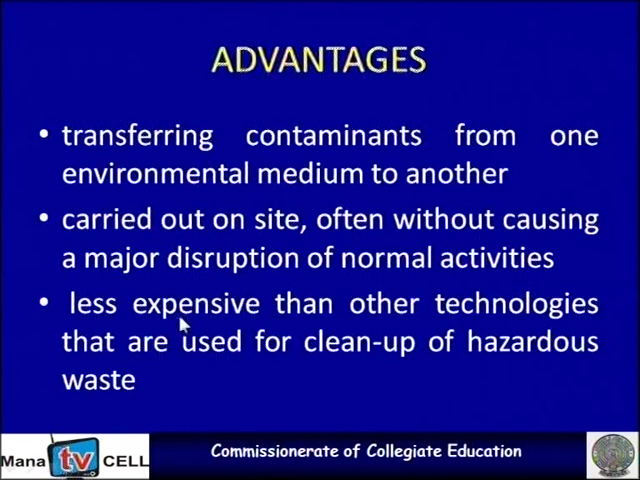 ADVANTAGES
• transferring contaminants from one
environmental medium to another
• carried out on site, often without causing
a major disruption of normal activities
• less expensive than other technologies
that are used for clean-up of hazardous
waste
Mana tv CELL
Commissionerate of Collegiate Education